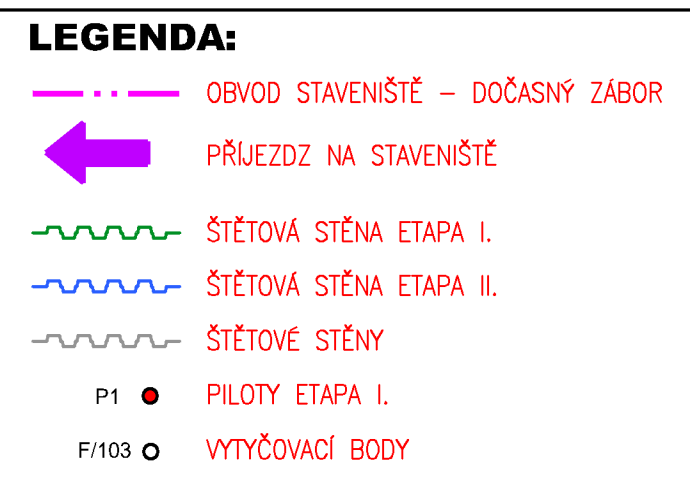 LEGENDA:
OBVOD STAVENIŠTĚ – DOČASNÝ ZÁBOR
PŘÍJEZDZ NA STAVENIŠTĚ
ŠTĚTOVÁ STĚNA ETAPA I.
ŠTĚTOVÁ STĚNA ETAPA II.
ŠTĚTOVÉ STĚNY
P1 PILOTY ETAPA I.
F/103 VYTYČOVACÍ BODY